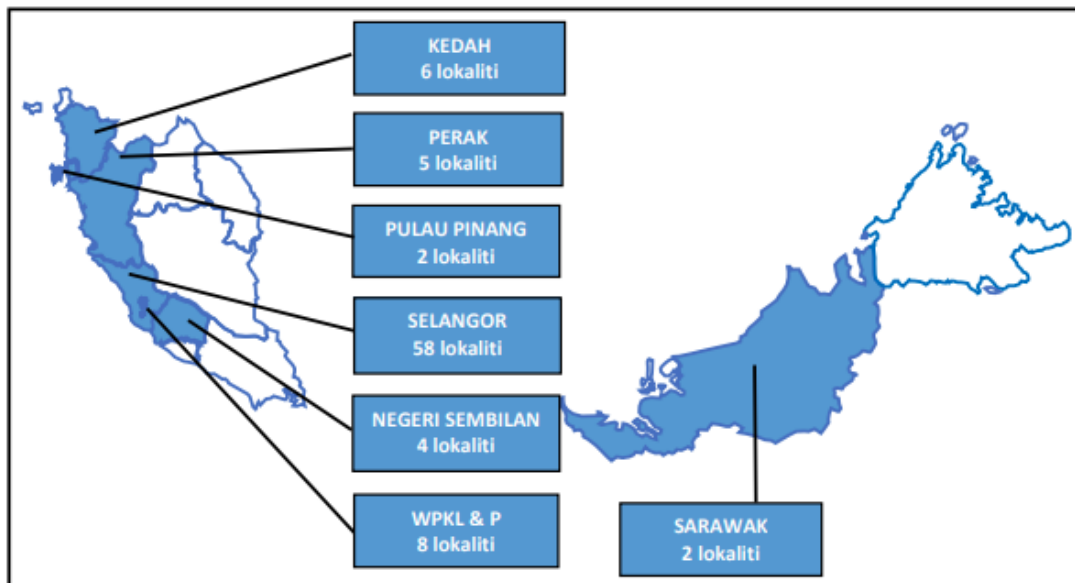 KEDAH
6 lokaliti
PERAK
5 lokaliti
PULAU PINANG
2 lokaliti
SELANGOR
58 lokaliti
NEGERI SEMBILAN
4 lokaliti
WPKL & P
8 lokaliti
SARAWAK
2 lokaliti